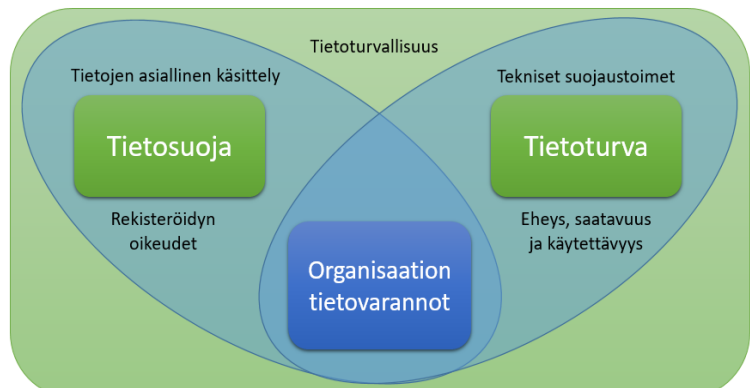 Tietoturvallisuus
Tietojen asiallinen käsittely
Tietosuoja
Rekisteröidyn
oikeudet
Tekniset suojaustoimet
Tietoturva
Eheys, saatavuus
ja käytettävyys
Organisaation
tietovarannot